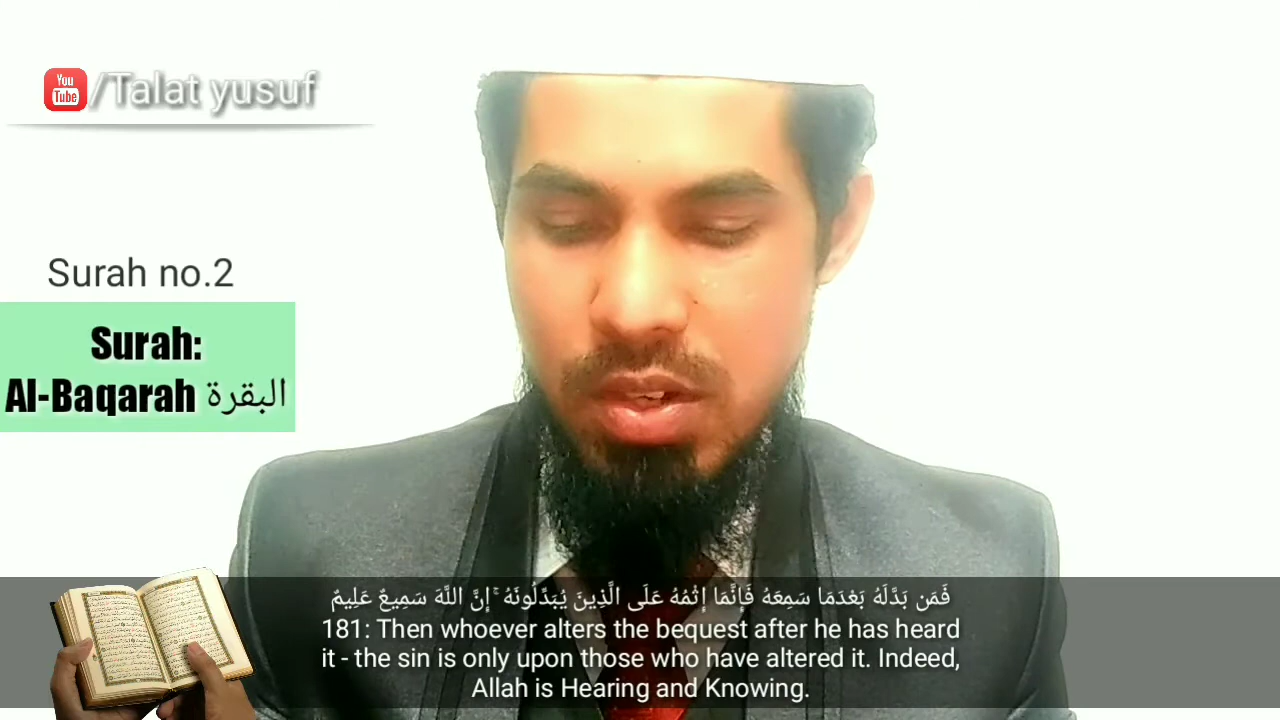 You
Tube
/Talat yusuf
Surah no.2
Surah:
Al-Baqarah البقرة
فَمَن بَدَّلَهُ بَعْدَمَا سَمِعَهُ فَإِنَّمَا إِثْمُهُ عَلَى الَّذِينَ يُبَدِّلُونَهُ ۚ إِنَّ اللَّهَ سَمِيعٌ عَلِيمٌ
181: Then whoever alters the bequest after he has heard
it - the sin is only upon those who have altered it. Indeed,
Allah is Hearing and Knowing.